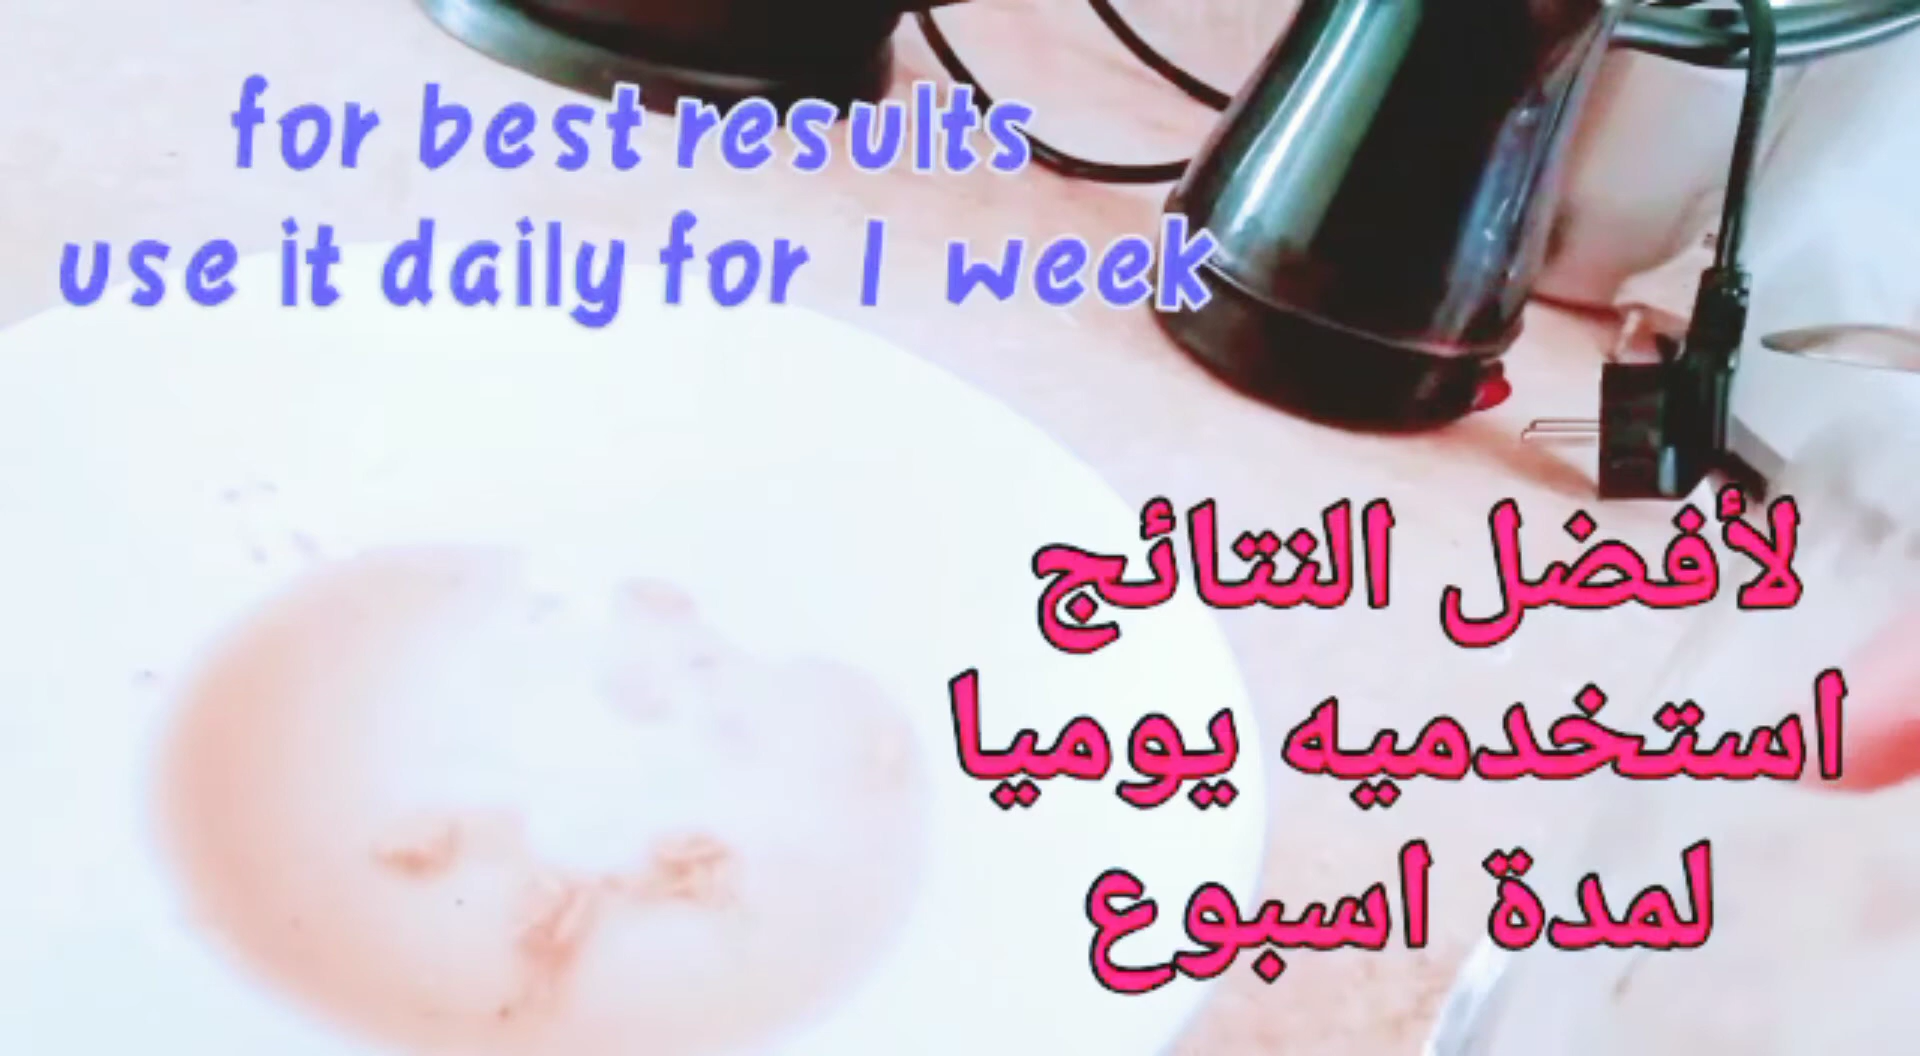 for best results
use it daily for 1 week
لأفضل النتائج
استخدميه يوميا
لمدة اسبوع